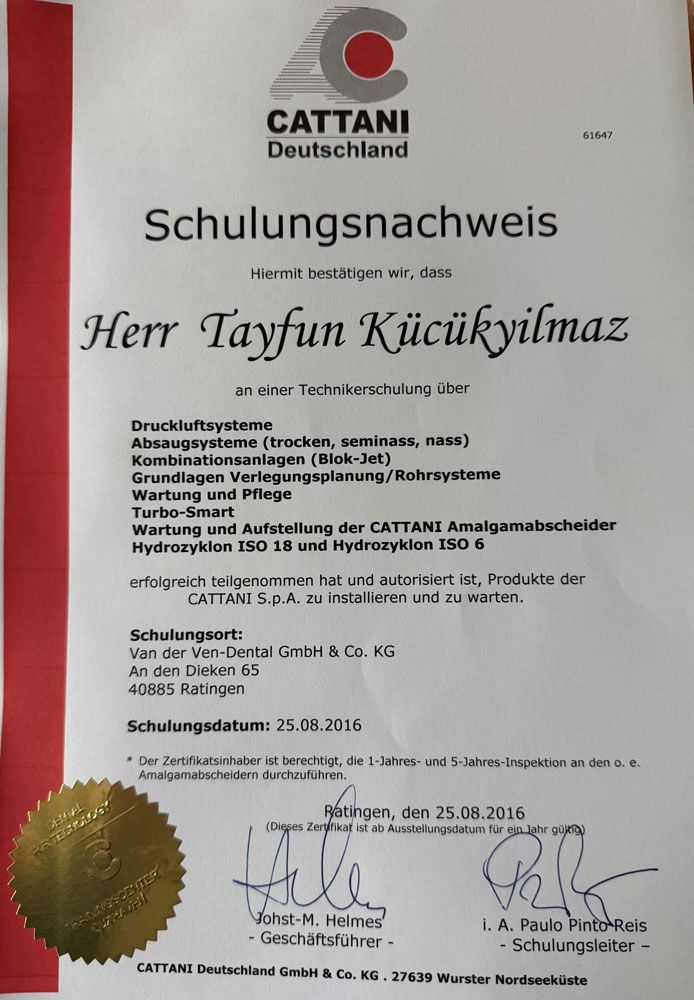 CATTANI
Deutschland
61647
Schulungsnachweis
Hiermit bestätigen wir, dass
Herr Tayfun Kücükyilmaz
an einer Technikerschulung über
Druckluftsysteme
Absaugsysteme (trocken, seminass, nass)
Kombinationsanlagen (Blok-Jet)
Grundlagen Verlegungsplanung/Rohrsysteme
Wartung und Pflege
Turbo-Smart
Wartung und Aufstellung der CATTANI Amalgamabscheider
Hydrozyklon ISO 18 und Hydrozyklon ISO 6
erfolgreich teilgenommen hat und autorisiert ist, Produkte der
CATTANI S.p.A. zu installieren und zu warten.
Schulungsort:
Van der Ven-Dental GmbH & Co. KG
An den Dieken 65
40885 Ratingen
Schulungsdatum: 25.08.2016
* Der Zertifikatsinhaber ist berechtigt, die 1-Jahres- und 5-Jahres-Inspektion an den o. e.
Amalgamabscheidern durchzuführen.
Ratingen, den 25.08.2016
(Dieses Zertifikat ist ab Ausstellungsdatum für ein Jahr gültig)
Johst-M. Helmes
- Geschäftsführer -
i. A. Paulo Pinto-Reis
- Schulungsleiter –
CATTANI Deutschland GmbH & Co. KG . 27639 Wurster Nordseeküste
DENTAL
AIR TECHNOLOGY
TRAININGSCENTER
CUXHAVEN